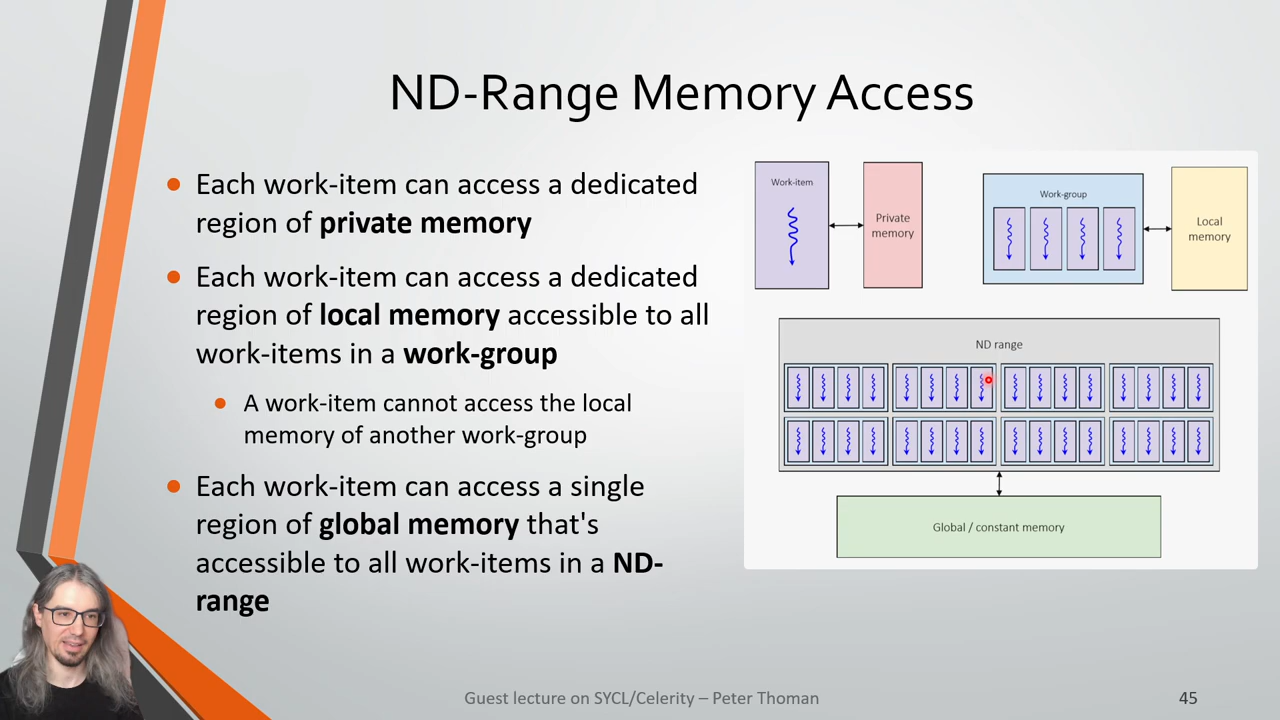 ND-Range Memory Access
Each work-item can access a dedicated
region of private memory
Each work-item can access a dedicated
region of local memory accessible to all
work-items in a work-group
A work-item cannot access the local
memory of another work-group
Each work-item can access a single
region of global memory that's
accessible to all work-items in a ND-
range
Work-item
Private
memory
Work-group
Local
memory
ND range
Global / constant memory
Guest lecture on SYCL/Celerity – Peter Thoman
45